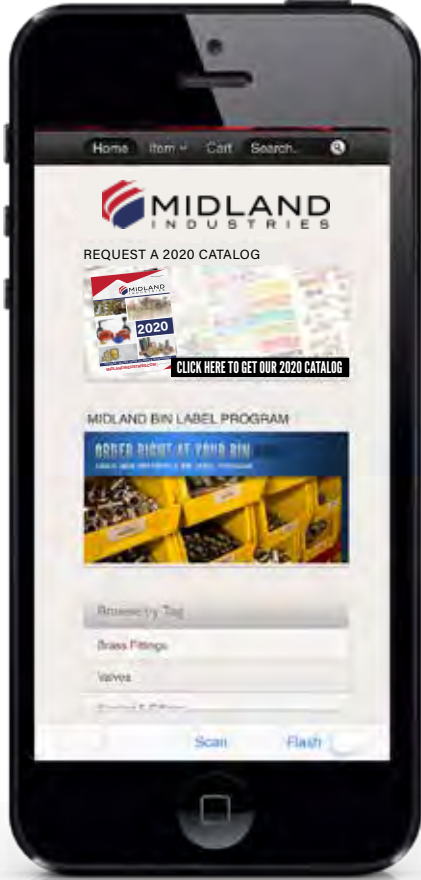 Home Item Cart Search..
MIDLAND
INDUSTRIES
REQUEST A 2020 CATALOG
MIDLAND
2020
CLICK HERE TO GET OUR 2020 CATALOG
MIDLAND BIN LABEL PROGRAM
ORDER RIGHT AT YOUR BIN
Browse by Tag
Brass Fittings
Valves
Scan Flash